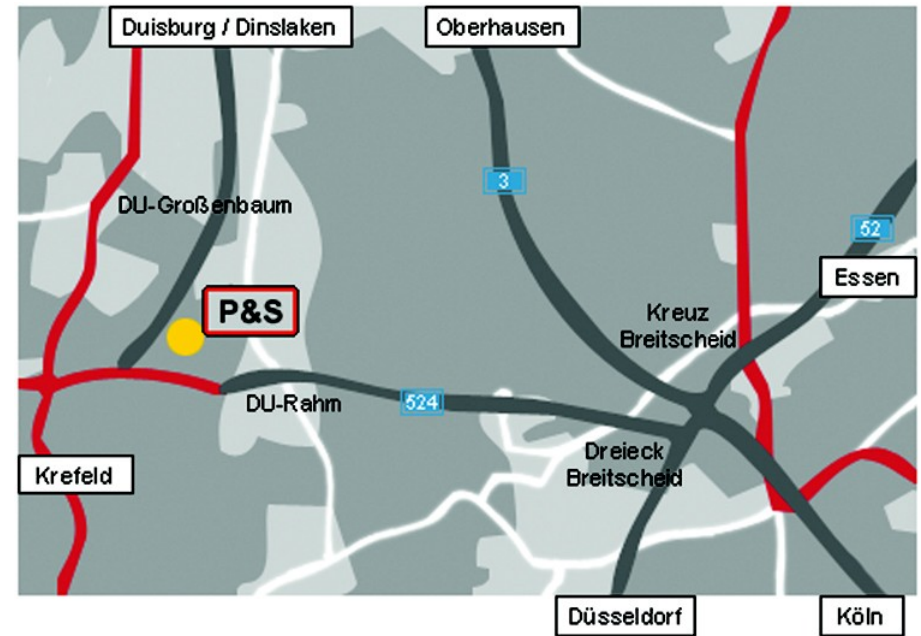 Duisburg / Dinslaken
Oberhausen
3
DU-Großenbaum
52
Essen
P&S
Kreuz
Breitscheid
524
DU-Rahm
Dreieck
Breitscheid
Krefeld
Düsseldorf
Köln